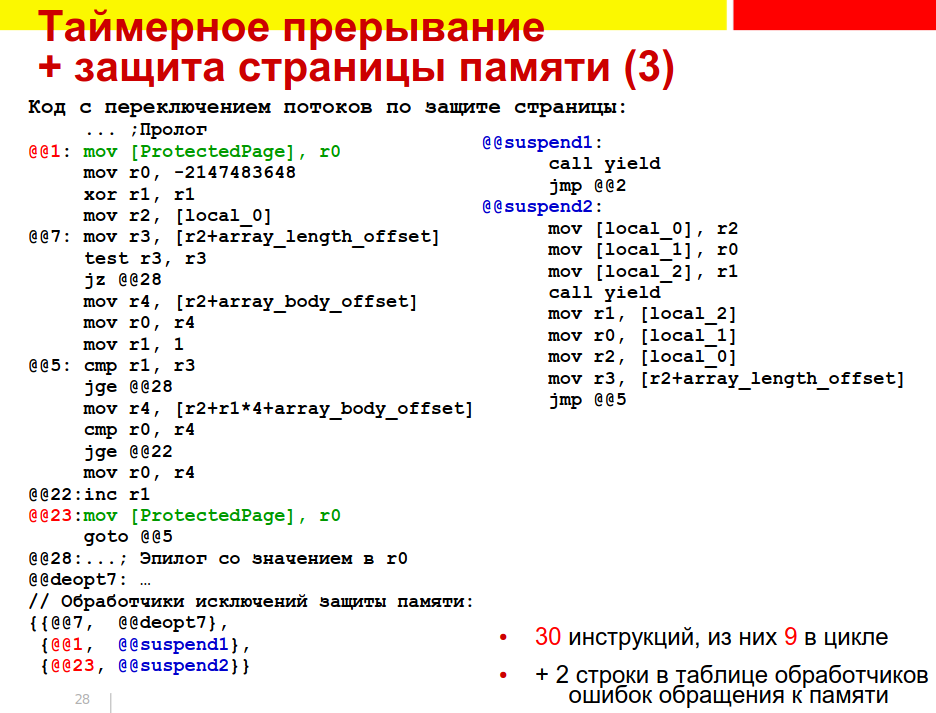 Таймерное прерывание
+ защита страницы памяти (3)
Код с переключением потоков по защите страницы:
... ;Пролог
@@1: mov [ProtectedPage], r0
mov r0, -2147483648
xor r1, r1
mov r2, [local_0]
@@7: mov r3, [r2+array_length_offset]
test r3, r3
jz @@28
mov r4, [r2+array_body_offset]
mov r0, r4
mov r1, 1
@@5: cmp r1, r3
jge @@28
mov r4, [r2+r1*4+array_body_offset]
cmp r0, r4
jge @@22
mov r0, r4
@@22:inc r1
@@23:mov [ProtectedPage], r0
goto @@5
@@28:...; Эпилог со значением в r0
@@deopt7: …
// Обработчики исключений защиты памяти:
{{@@7, @@deopt7},
{@@1, @@suspend1},
{@@23, @@suspend2}}
@@suspend1:
call yield
jmp @@2
@@suspend2:
mov [local_0], r2
mov [local_1], r0
mov [local_2], r1
call yield
mov r1, [local_2]
mov r0, [local_1]
mov r2, [local_0]
mov r3, [r2+array_length_offset]
jmp @@5
• 30 инструкций, из них 9 в цикле
• + 2 строки в таблице обработчиков
ошибок обращения к памяти
28